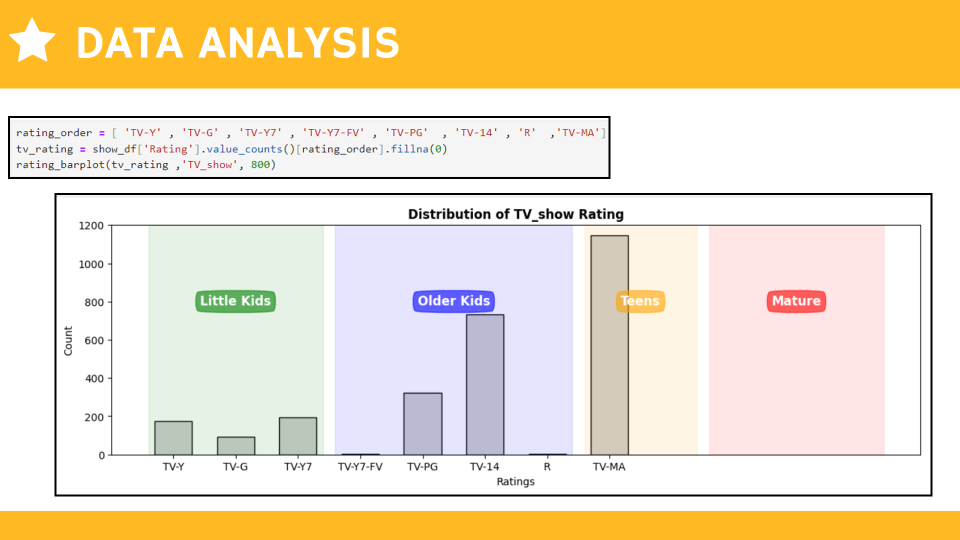 DATA ANALYSIS
rating_order = [ 'TV-Y' , 'TV-G' , 'TV-Y7' , 'TV-Y7-FV' , 'TV-PG' , 'TV-14' , 'R' ,'TV-MA']
tv_rating = show_df['Rating'].value_counts()[rating_order].fillna(0)
rating_barplot(tv_rating ,'TV_show', 800)
Distribution of TV_show Rating
1200
1000
800
600
400
200
0
Count
Little Kids
Older Kids
Teens
Mature
TV-Y TV-G TV-Y7 TV-Y7-FV TV-PG TV-14 R TV-MA
Ratings